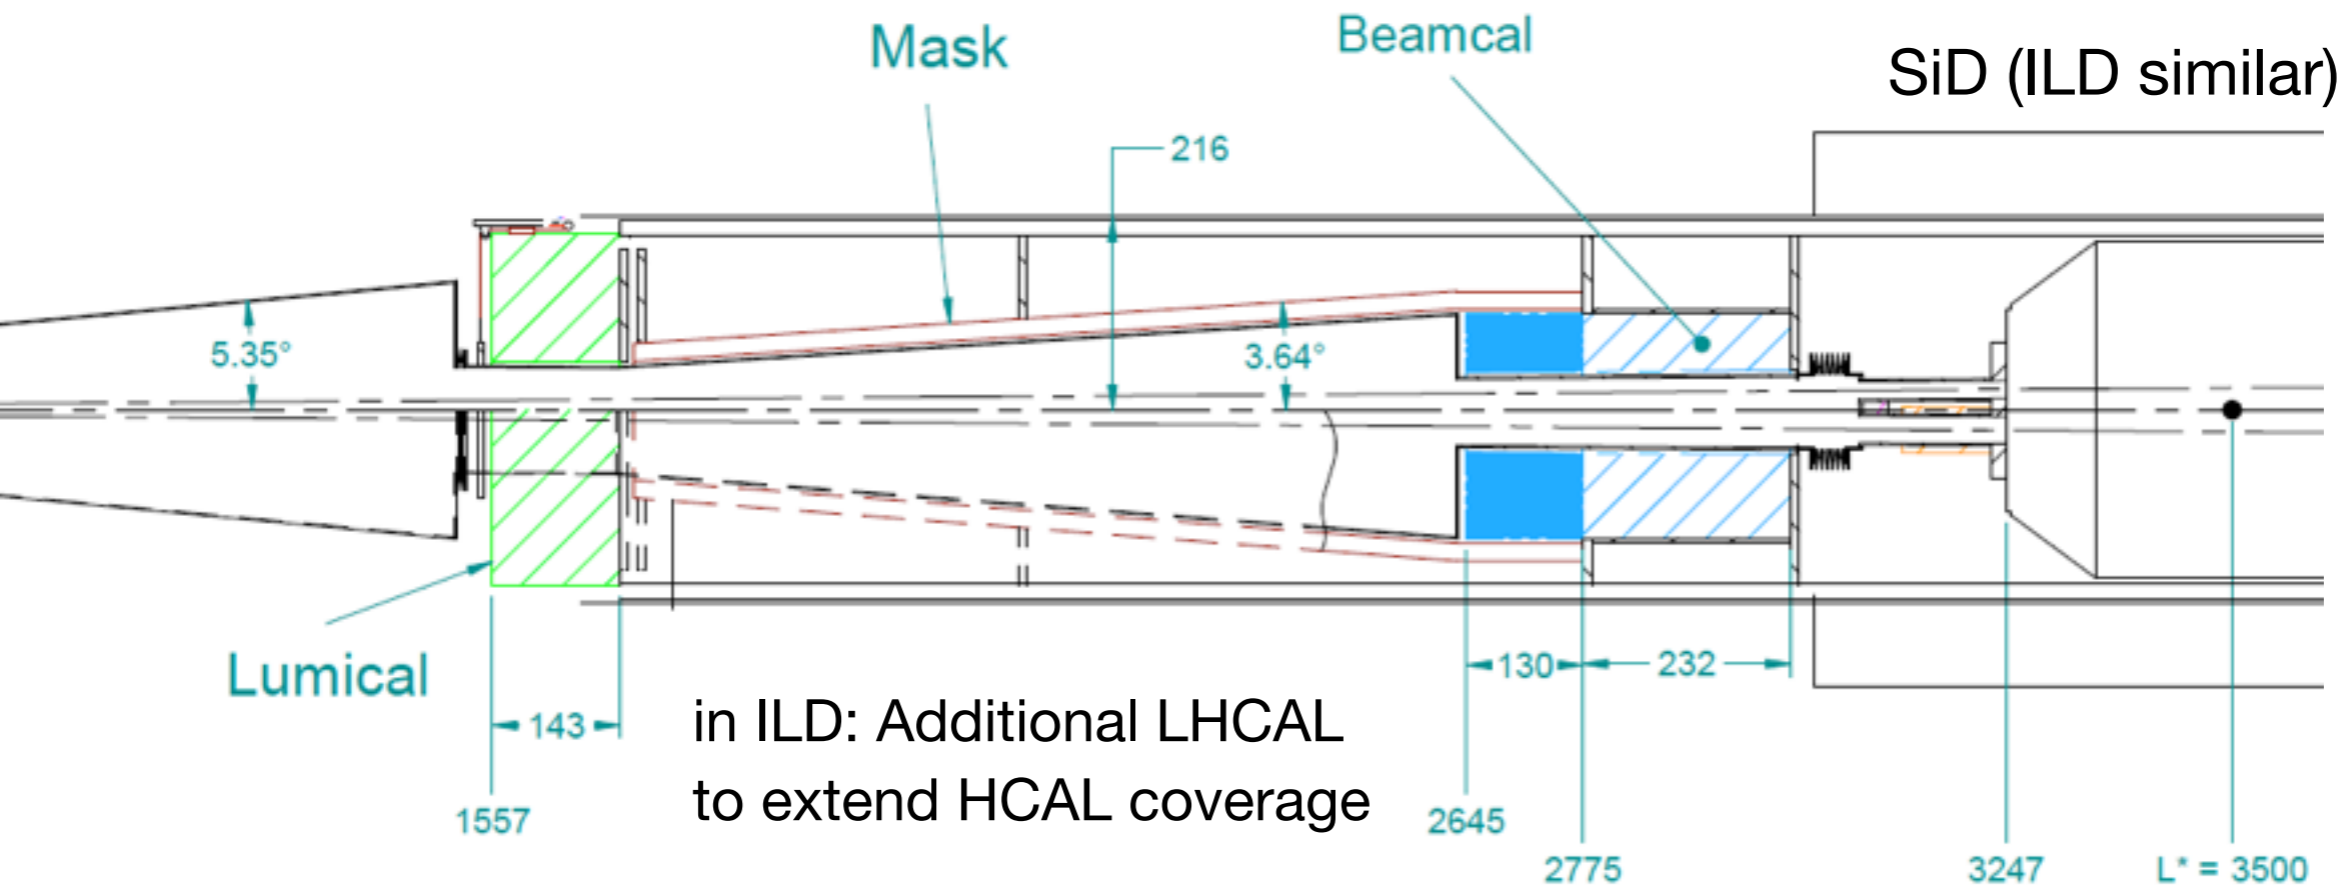 Mask
Beamcal
SiD (ILD similar)
216
5.35°
3.64°
Lumical
130
232
143
in ILD: Additional LHCAL
to extend HCAL coverage
1557
2645
2775
3247
L* = 3500